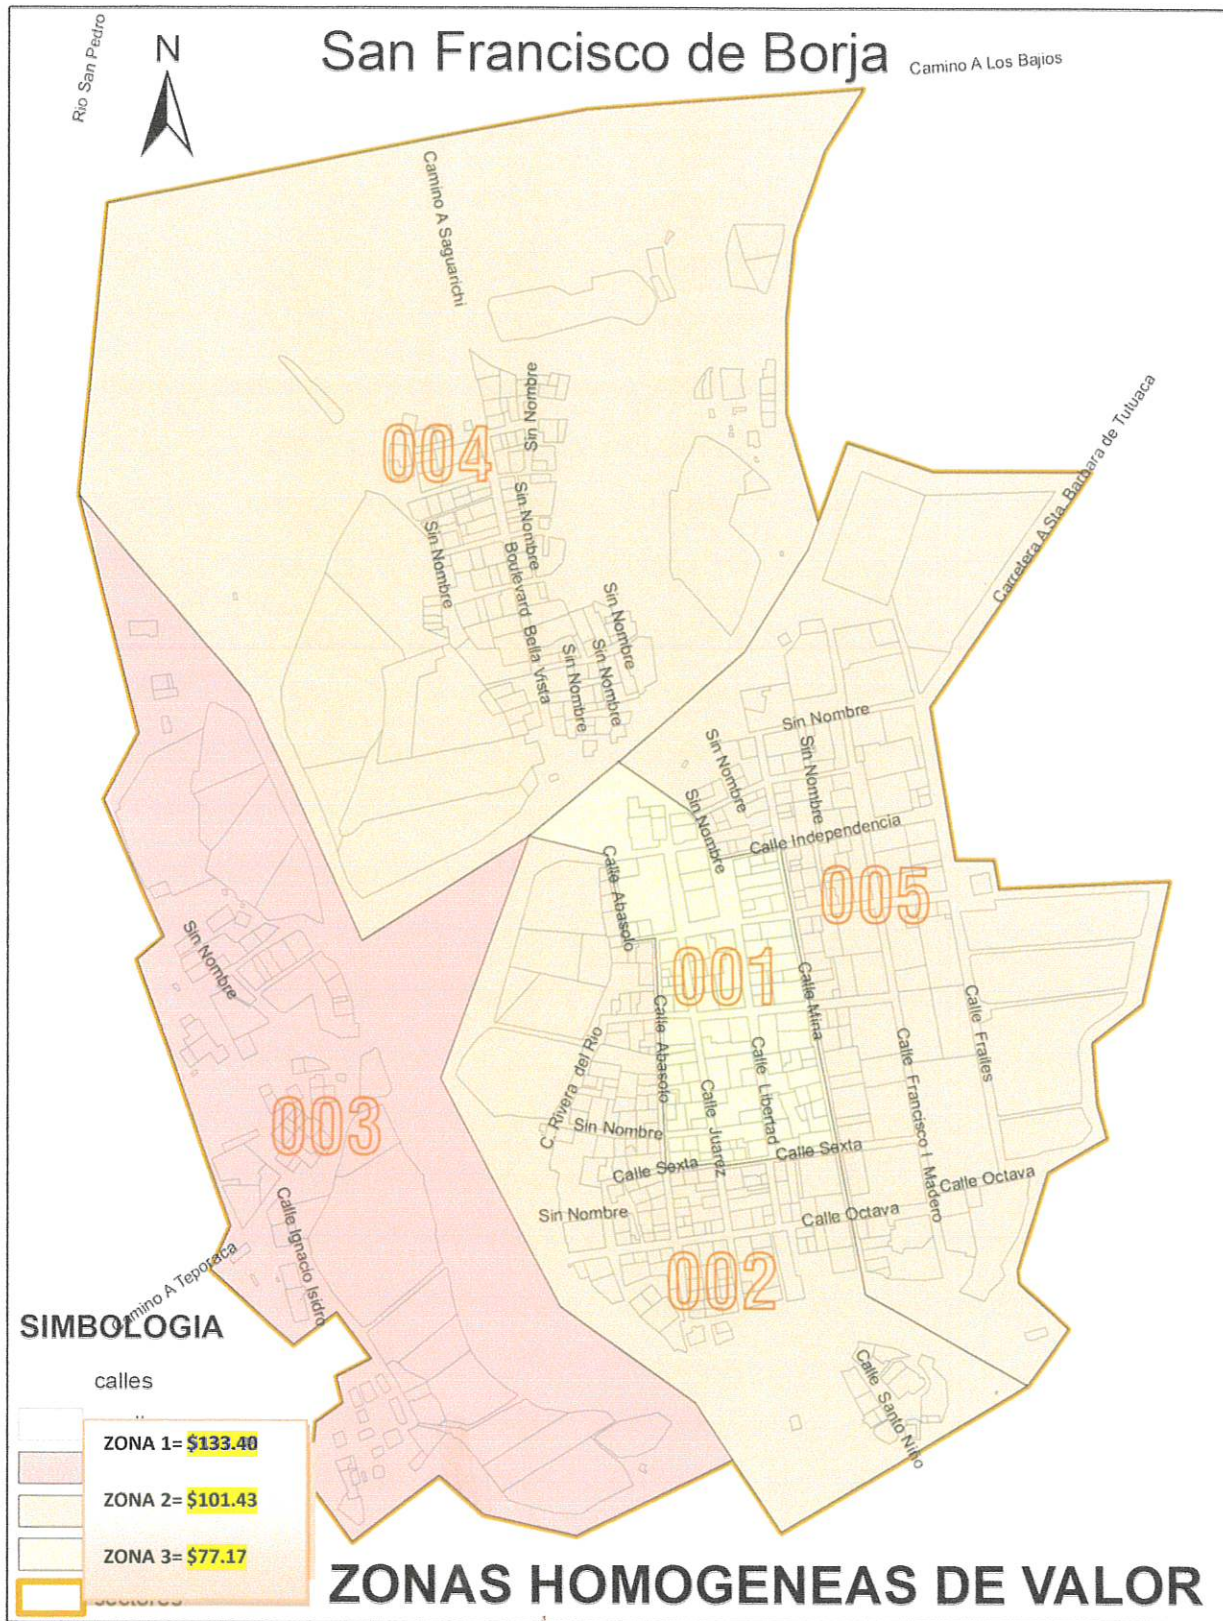 San Francisco de Borja
N
Rio San Pedro
Camino A Los Bajios
Camino A Saguarichi
Sin Nombre
004
Carretera A Sta. Barbara de Tutuaca
Sin Nombre
Sin Nombre
Boulevard Bella Vista
Sin Nombre
Sin Nombre
Sin Nombre
Sin Nombre
Sin Nombre
Sin Nombre
Sin Nombre
Calle Independencia
Calle Abasolo
005
Sin Nombre
001
Calle Mina
Calle Abasolo
Calle Frailes
C. Rivera del Rio
Calle Libertad
Calle Francisco I Madero
Calle Juarez
003
Sin Nombre
Calle Sexta
Calle Sexta
Calle Octava
Calle Ignacio Isidro
Sin Nombre
Calle Octava
002
Camino A Teporaca
Calle Santo Niño
SIMBOLOGIA
calles
ZONA 1= $133.40
ZONA 2= $101.43
ZONA 3= $77.17
sectores
ZONAS HOMOGENEAS DE VALOR